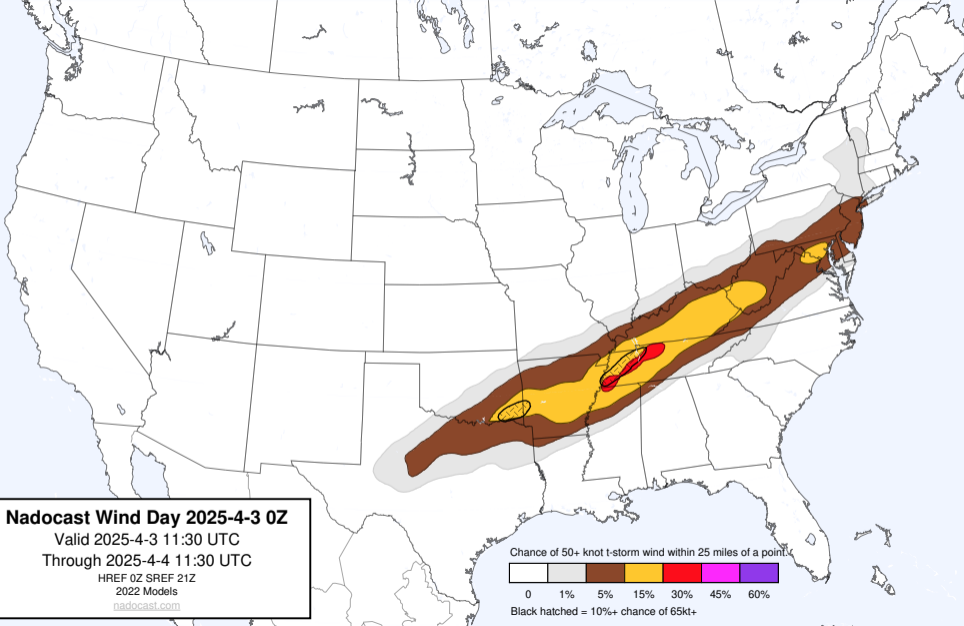 Nadocast Wind Day 2025-4-3 0Z
Valid 2025-4-3 11:30 UTC
Through 2025-4-4 11:30 UTC
HREF 0Z SREF 21Z
2022 Models
nadocast.com
Chance of 50+ knot t-storm wind within 25 miles of a point.
0 1% 5% 15% 30% 45% 60%
Black hatched = 10%+ chance of 65kt+